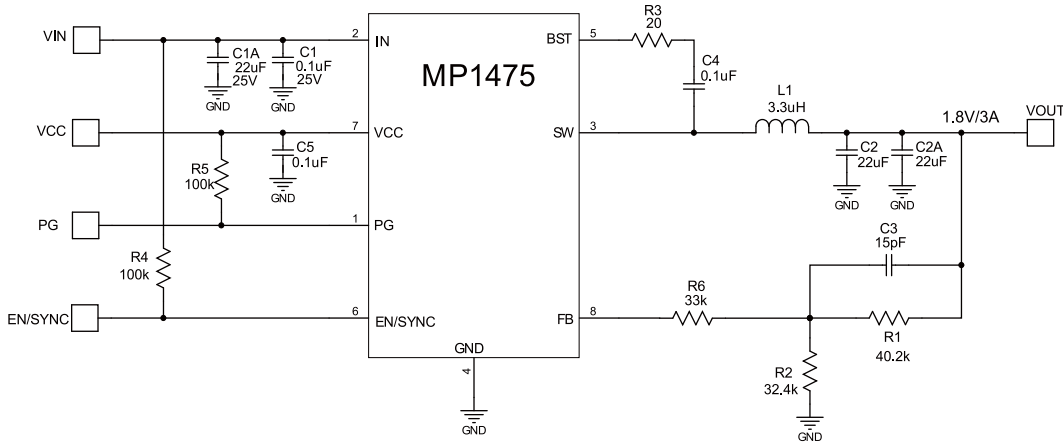 VIN
2
IN
C1A
22uF
25V
GND
C1
0.1uF
25V
GND
MP1475
BST
5
R3
20
C4
0.1uF
VCC
7
VCC
C5
0.1uF
GND
R5
100k
SW
3
L1
3.3uH
1.8V/3A
VOUT
C2
22uF
GND
C2A
22uF
GND
PG
1
PG
R4
100k
C3
15pF
EN/SYNC
6
EN/SYNC
FB
8
R6
33k
R1
40.2k
R2
32.4k
GND
GND
4
GND